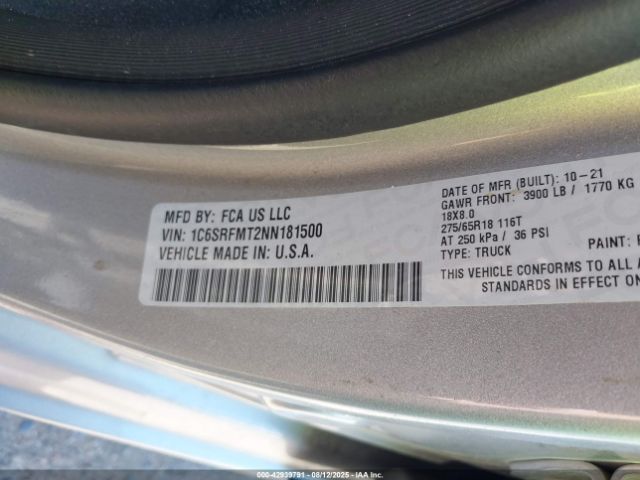 MFD BY: FCA US LLC
VIN: 1C6SRFMT2NN181500
VEHICLE MADE IN: U.S.A.
DATE OF MFR (BUILT): 10-21
GAWR FRONT: 3900 LB / 1770 KG
18X8.0
275/65R18 116T
AT 250 kPa / 36 PSI
TYPE: TRUCK
PAINT:
THIS VEHICLE CONFORMS TO ALL
STANDARDS IN EFFECT ON
000-42939791 - 08/12/2025 - IAA Inc.